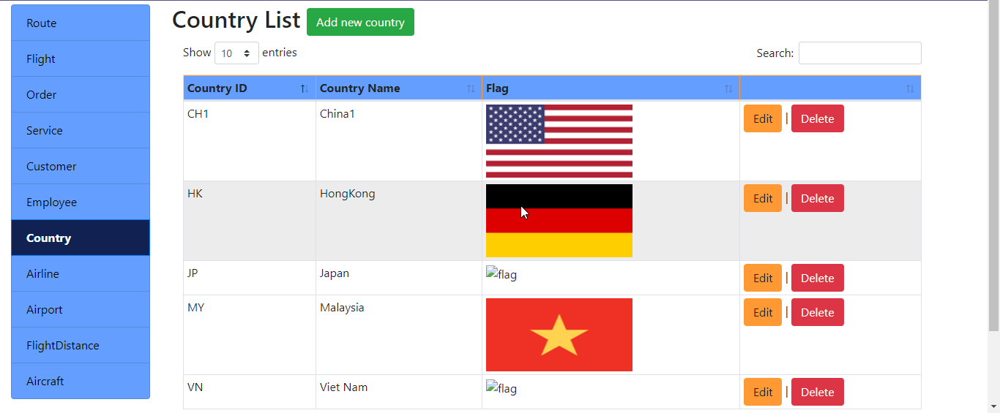 Route
Flight
Order
Service
Customer
Employee
Country
Airline
Airport
FlightDistance
Aircraft
Country List Add new country
Show 10 entries Search:
Country ID Country Name Flag
CH1 China1 Edit | Delete
HK HongKong Edit | Delete
JP Japan flag Edit | Delete
MY Malaysia Edit | Delete
VN Viet Nam flag Edit | Delete